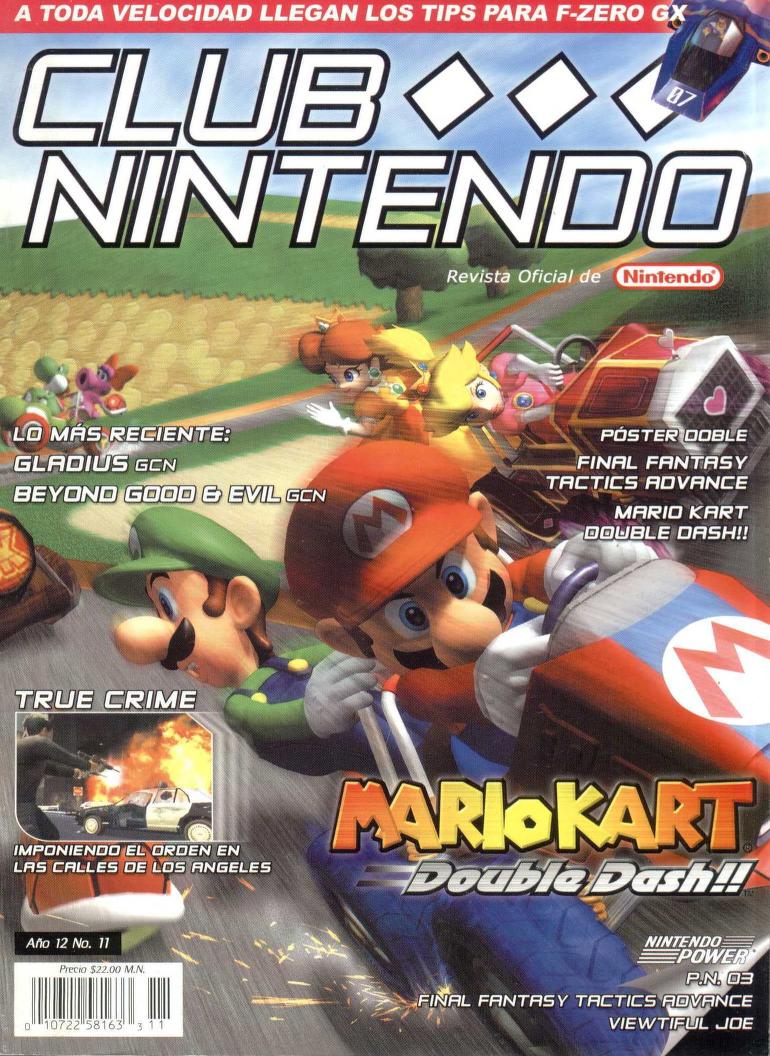 A TODA VELOCIDAD LLEGAN LOS TIPS PARA F-ZERO GX
07
CLUB
NINTENDO
Revista Oficial de Nintendo®
LO MÁS RECIENTE:
GLADIUS GCN
BEYOND GOOD & EVIL GCN
PÓSTER DOBLE
FINAL FANTASY
TACTICS ADVANCE
MARIO KART
DOUBLE DASH!!
M
M
TRUE CRIME
IMPONIENDO EL ORDEN EN
LAS CALLES DE LOS ANGELES
MARIOKART®
Double Dash!!™
Año 12 No. 11
Precio $22.00 M.N.
0 10722 58163 3 11
NINTENDO
POWER
P.N. 03
FINAL FANTASY TACTICS ADVANCE
VIEWTIFUL JOE